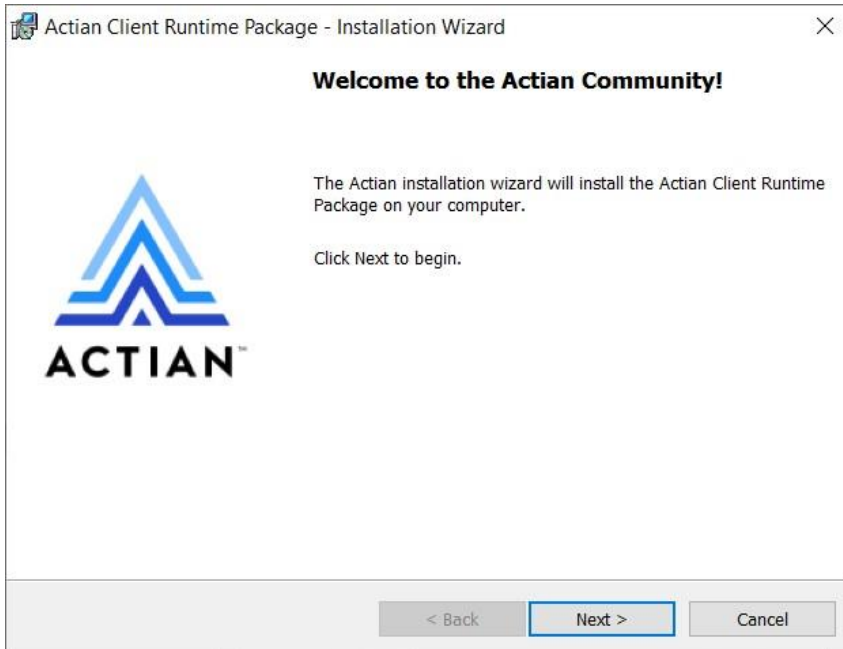 Actian Client Runtime Package - Installation Wizard
Welcome to the Actian Community!
The Actian installation wizard will install the Actian Client Runtime
Package on your computer.
Click Next to begin.
ACTIAN™
< Back
Next >
Cancel